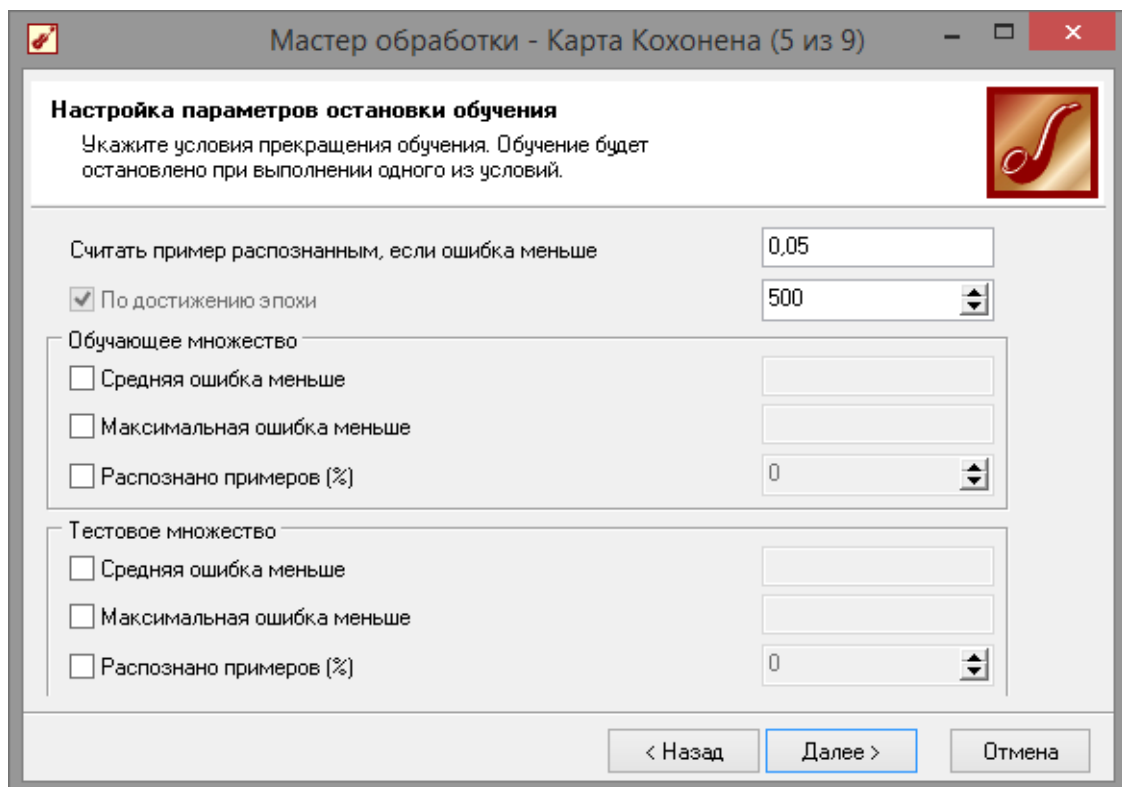 Мастер обработки - Карта Кохонена (5 из 9)
Настройка параметров остановки обучения
Укажите условия прекращения обучения. Обучение будет
остановлено при выполнении одного из условий.
Считать пример распознанным, если ошибка меньше 0,05
По достижению эпохи 500
Обучающее множество
Средняя ошибка меньше
Максимальная ошибка меньше
Распознано примеров (%) 0
Тестовое множество
Средняя ошибка меньше
Максимальная ошибка меньше
Распознано примеров (%) 0
< Назад Далее > Отмена